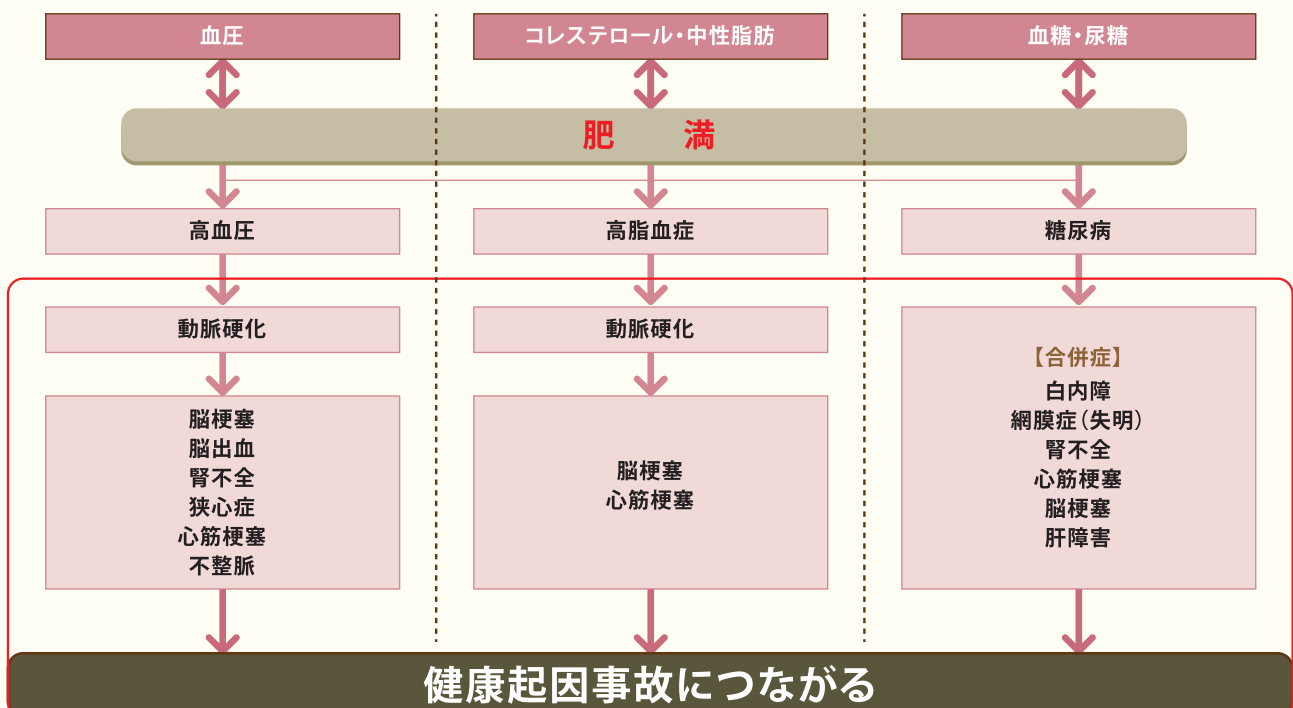 血圧
コレステロール・中性脂肪
血糖・尿糖
肥　満
高血圧
高脂血症
糖尿病
動脈硬化
動脈硬化
脳梗塞
脳出血
腎不全
狭心症
心筋梗塞
不整脈
脳梗塞
心筋梗塞
【合併症】
白内障
網膜症（失明）
腎不全
心筋梗塞
脳梗塞
肝障害
健康起因事故につながる